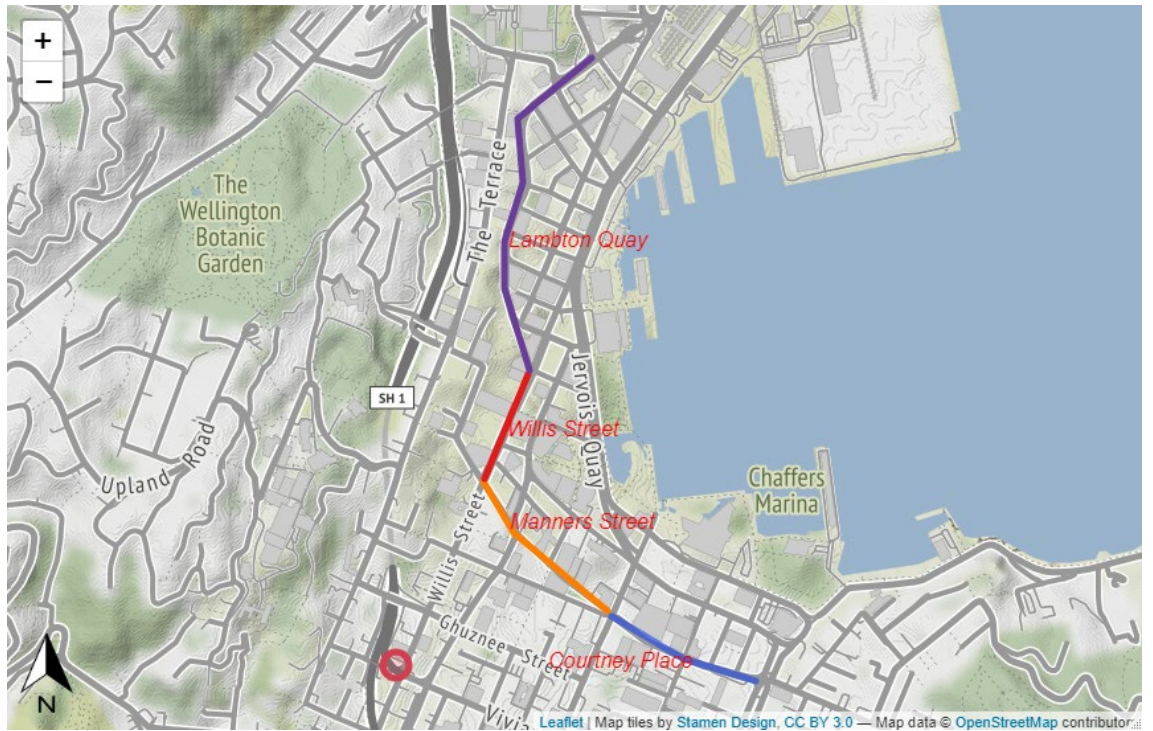 +
−
The
Wellington
Botanic
Garden
The Terrace
Lambton Quay
SH 1
Jervois Quay
Willis Street
Upland Road
Chaffers
Marina
Manners Street
Willis Street
Ghuznee Street
Courtney Place
N
Vivia
Leaflet | Map tiles by Stamen Design, CC BY 3.0 — Map data © OpenStreetMap contributor